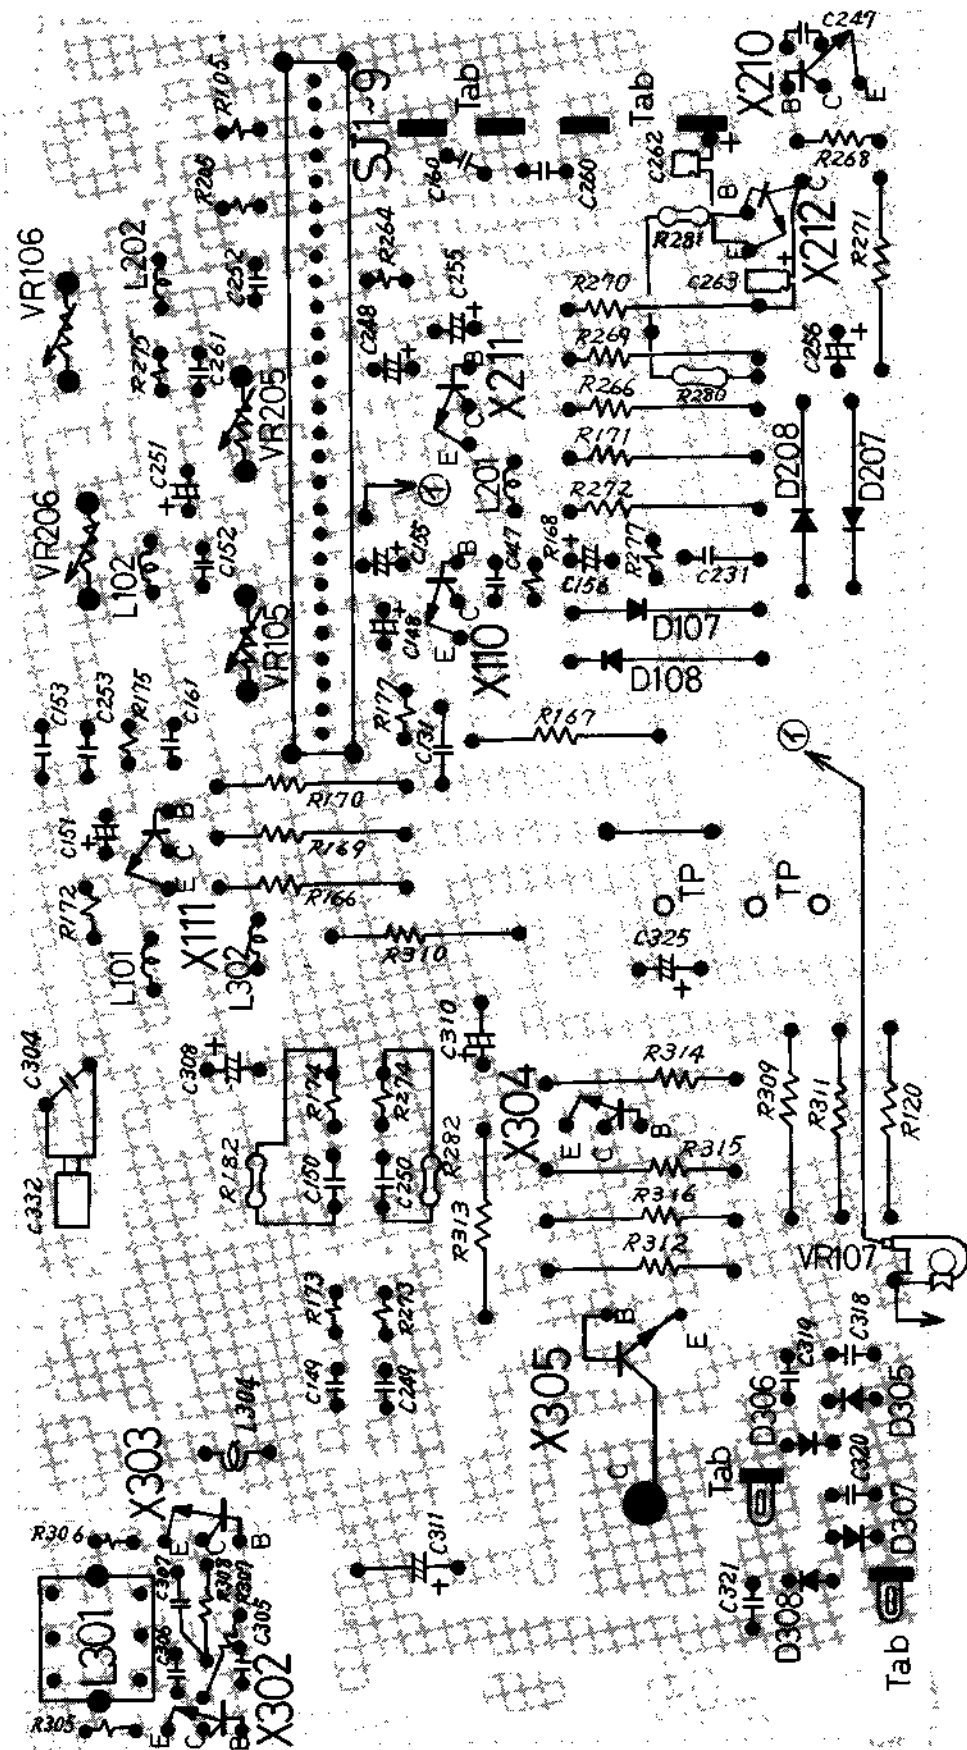 VR106
R105
R205
L202
C252
R275
C261
VR205
C251
VR206
L102
C152
VR105
C153
C253
R175
C161
C151
B
C
E
X111
R172
L101
L302
C304
C332
C308
R182
R174
C150
R274
C250
R282
R173
R273
C149
C249
L304
X303
R306
L301
C307
E
C
B
R308
R307
C306
C305
R305
E
C
B
X302
SJ1~9
Tab
Tab
C160
C260
C262
R264
C255
C248
B
C
E
X211
1
L201
C155
C147
R168
B
C
E
X110
C148
R177
C131
R170
R169
R166
R310
R167
C310
X304
E
C
B
R314
R315
R316
R312
R313
X305
B
E
C
C311
X210
C247
B
C
E
R268
B
E
C
R281
X212
R271
R270
C263
R269
C256
R266
R280
R171
R272
D208
D207
C156
R277
C231
D107
D108
1
TP
TP
C325
R309
R311
R120
VR107
C319
C318
D306
D305
Tab
C320
D307
C321
D308
Tab